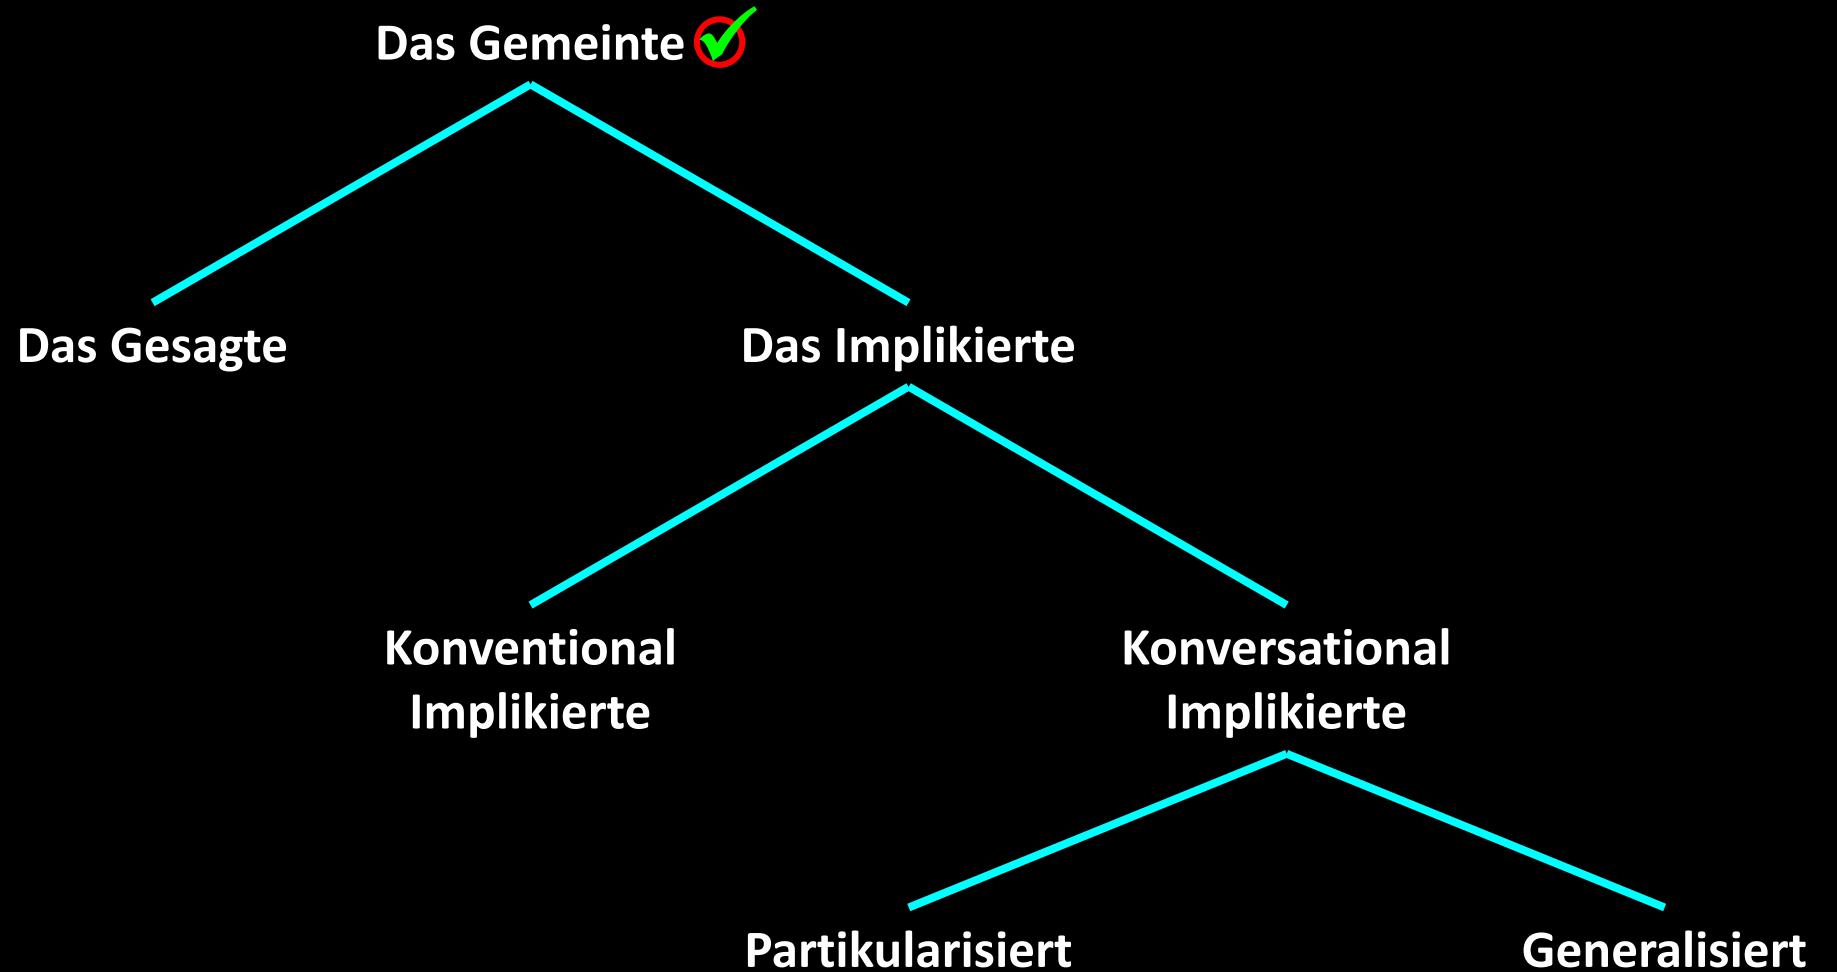 Das Gemeinte
Das Gesagte
Das Implikierte
Konventional
Implikierte
Konversational
Implikierte
Partikularisiert
Generalisiert